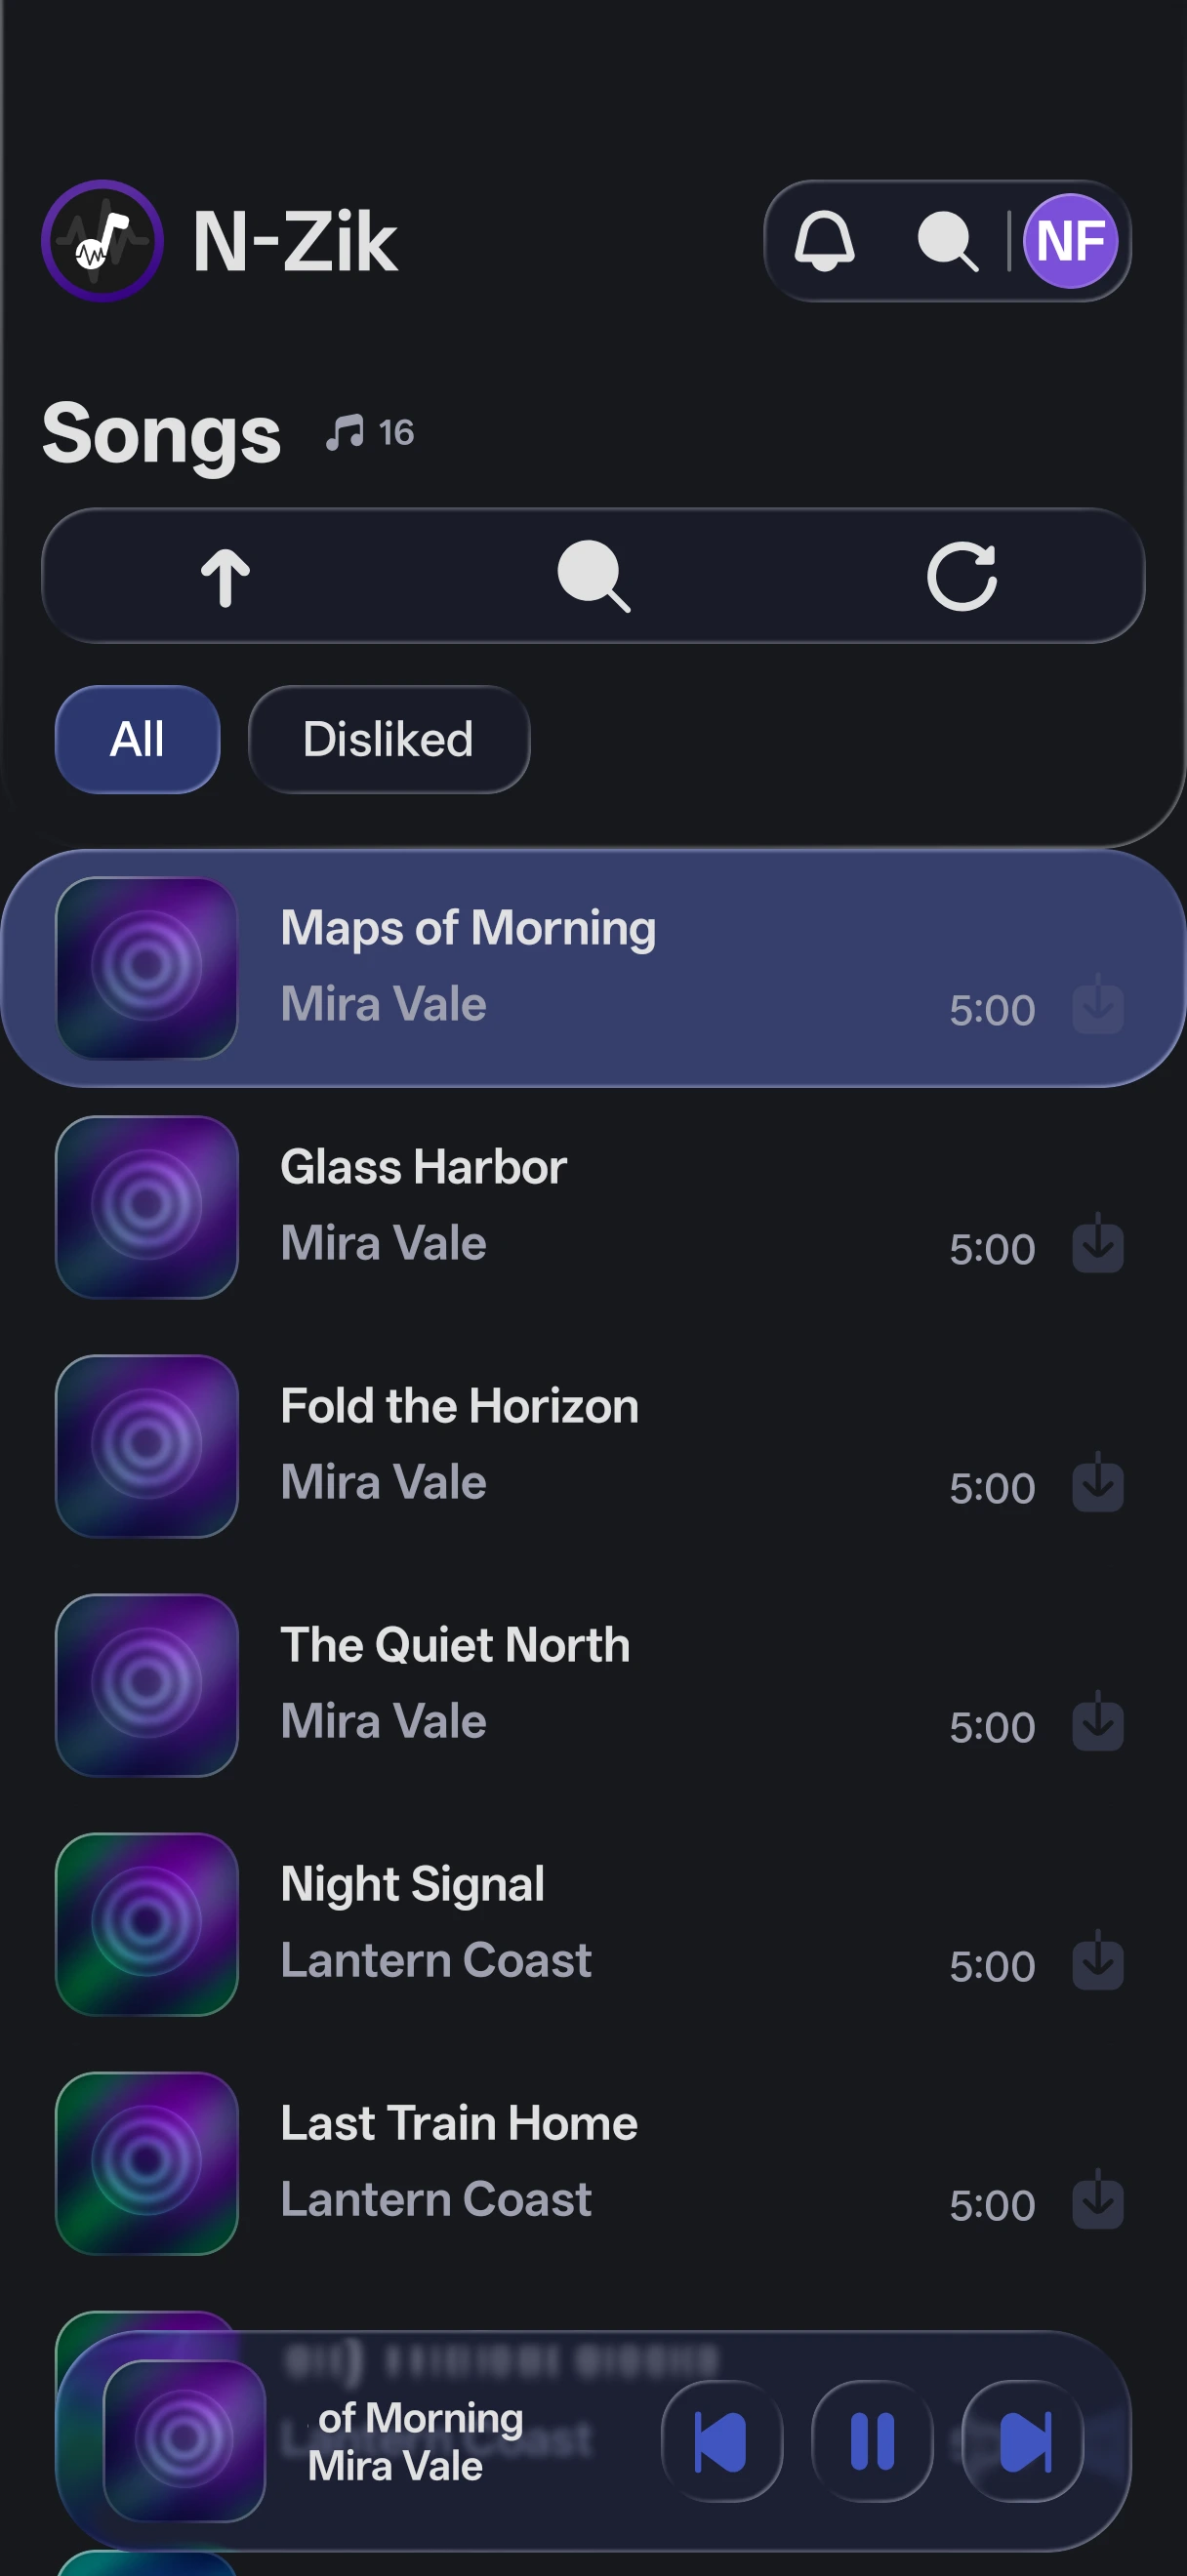 N-Zik
NF
Songs
16
All
Disliked
Maps of Morning
Mira Vale
5:00
Glass Harbor
Mira Vale
5:00
Fold the Horizon
Mira Vale
5:00
The Quiet North
Mira Vale
5:00
Night Signal
Lantern Coast
5:00
Last Train Home
Lantern Coast
5:00
of Morning
Mira Vale